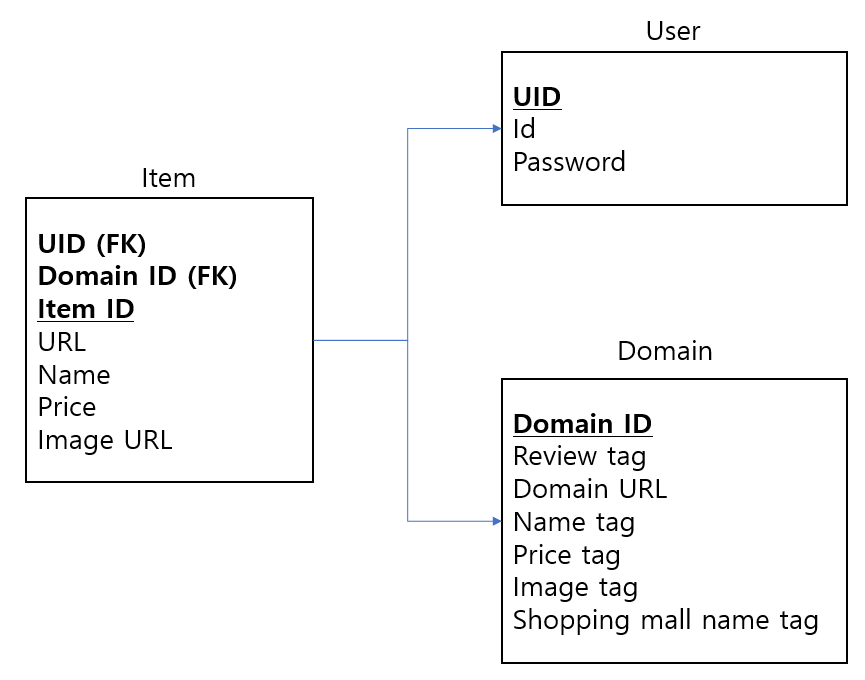 Item
UID (FK)
Domain ID (FK)
Item ID
URL
Name
Price
Image URL
User
UID
Id
Password
Domain
Domain ID
Review tag
Domain URL
Name tag
Price tag
Image tag
Shopping mall name tag